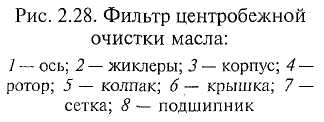 Рис. 2.28. Фильтр центробежной
очистки масла:
1 — ось; 2 — жиклеры; 3 — корпус; 4 —
ротор; 5 — колпак; 6 — крышка; 7 —
сетка; 8 — подшипник